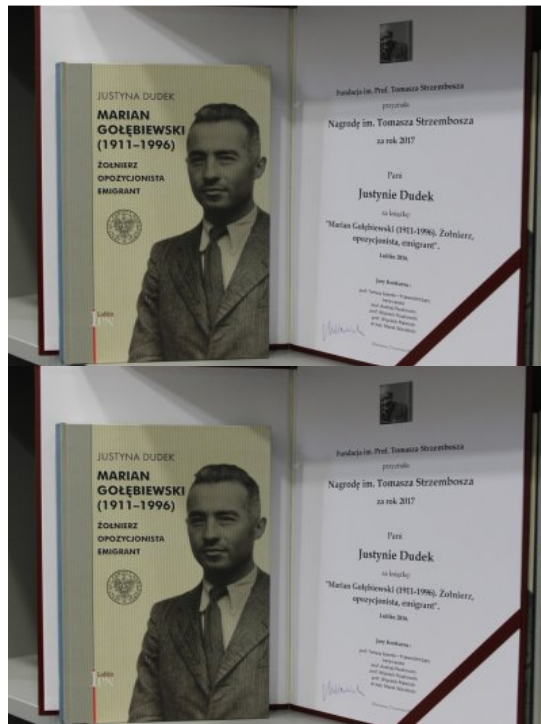 JUSTYNA DUDEK
MARIAN
GOŁĘBIEWSKI
(1911–1996)
ŻOŁNIERZ
OPOZYCJONISTA
EMIGRANT
Lublin
IPN
Fundacja im. Prof. Tomasza Strzembosza
przyznała
Nagrodę im. Tomasza Strzembosza
za rok 2017
Pani
Justynie Dudek
za książkę
"Marian Gołębiewski (1911-1996). Żołnierz,
opozycjonista, emigrant".
Lublin 2016.
Jury Konkursu:
JUSTYNA DUDEK
MARIAN
GOŁĘBIEWSKI
(1911–1996)
ŻOŁNIERZ
OPOZYCJONISTA
EMIGRANT
Lublin
IPN
Fundacja im. Prof. Tomasza Strzembosza
przyznała
Nagrodę im. Tomasza Strzembosza
za rok 2017
Pani
Justynie Dudek
za książkę
"Marian Gołębiewski (1911-1996). Żołnierz,
opozycjonista, emigrant".
Lublin 2016.
Jury Konkursu: